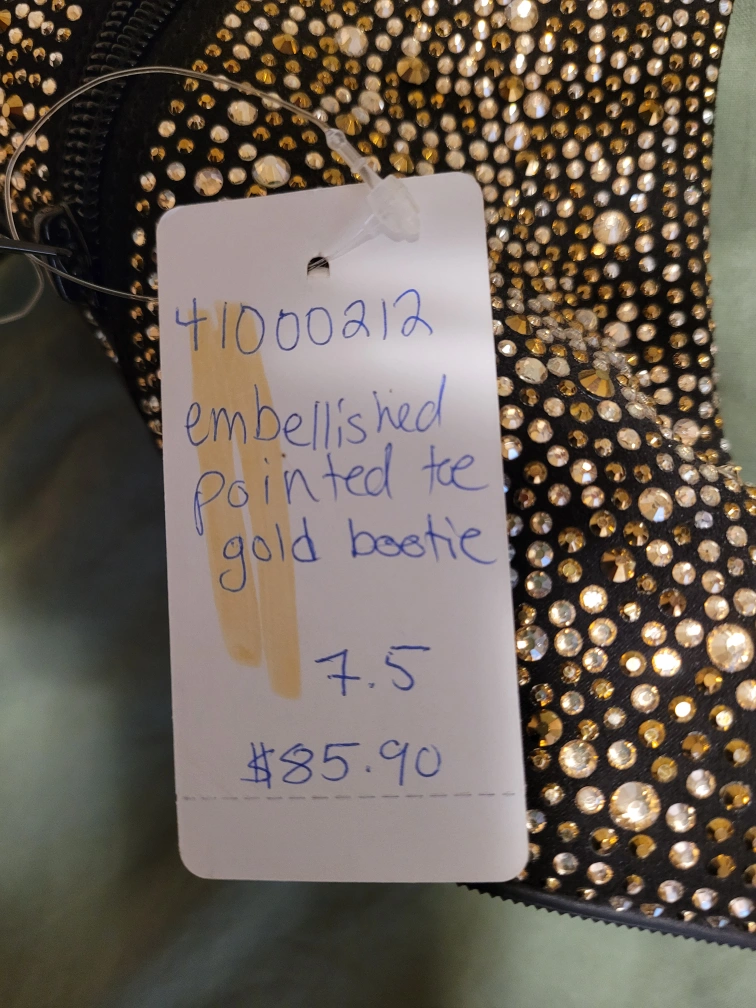 41000212
embellished
pointed toe
gold bootie
7.5
$85.90